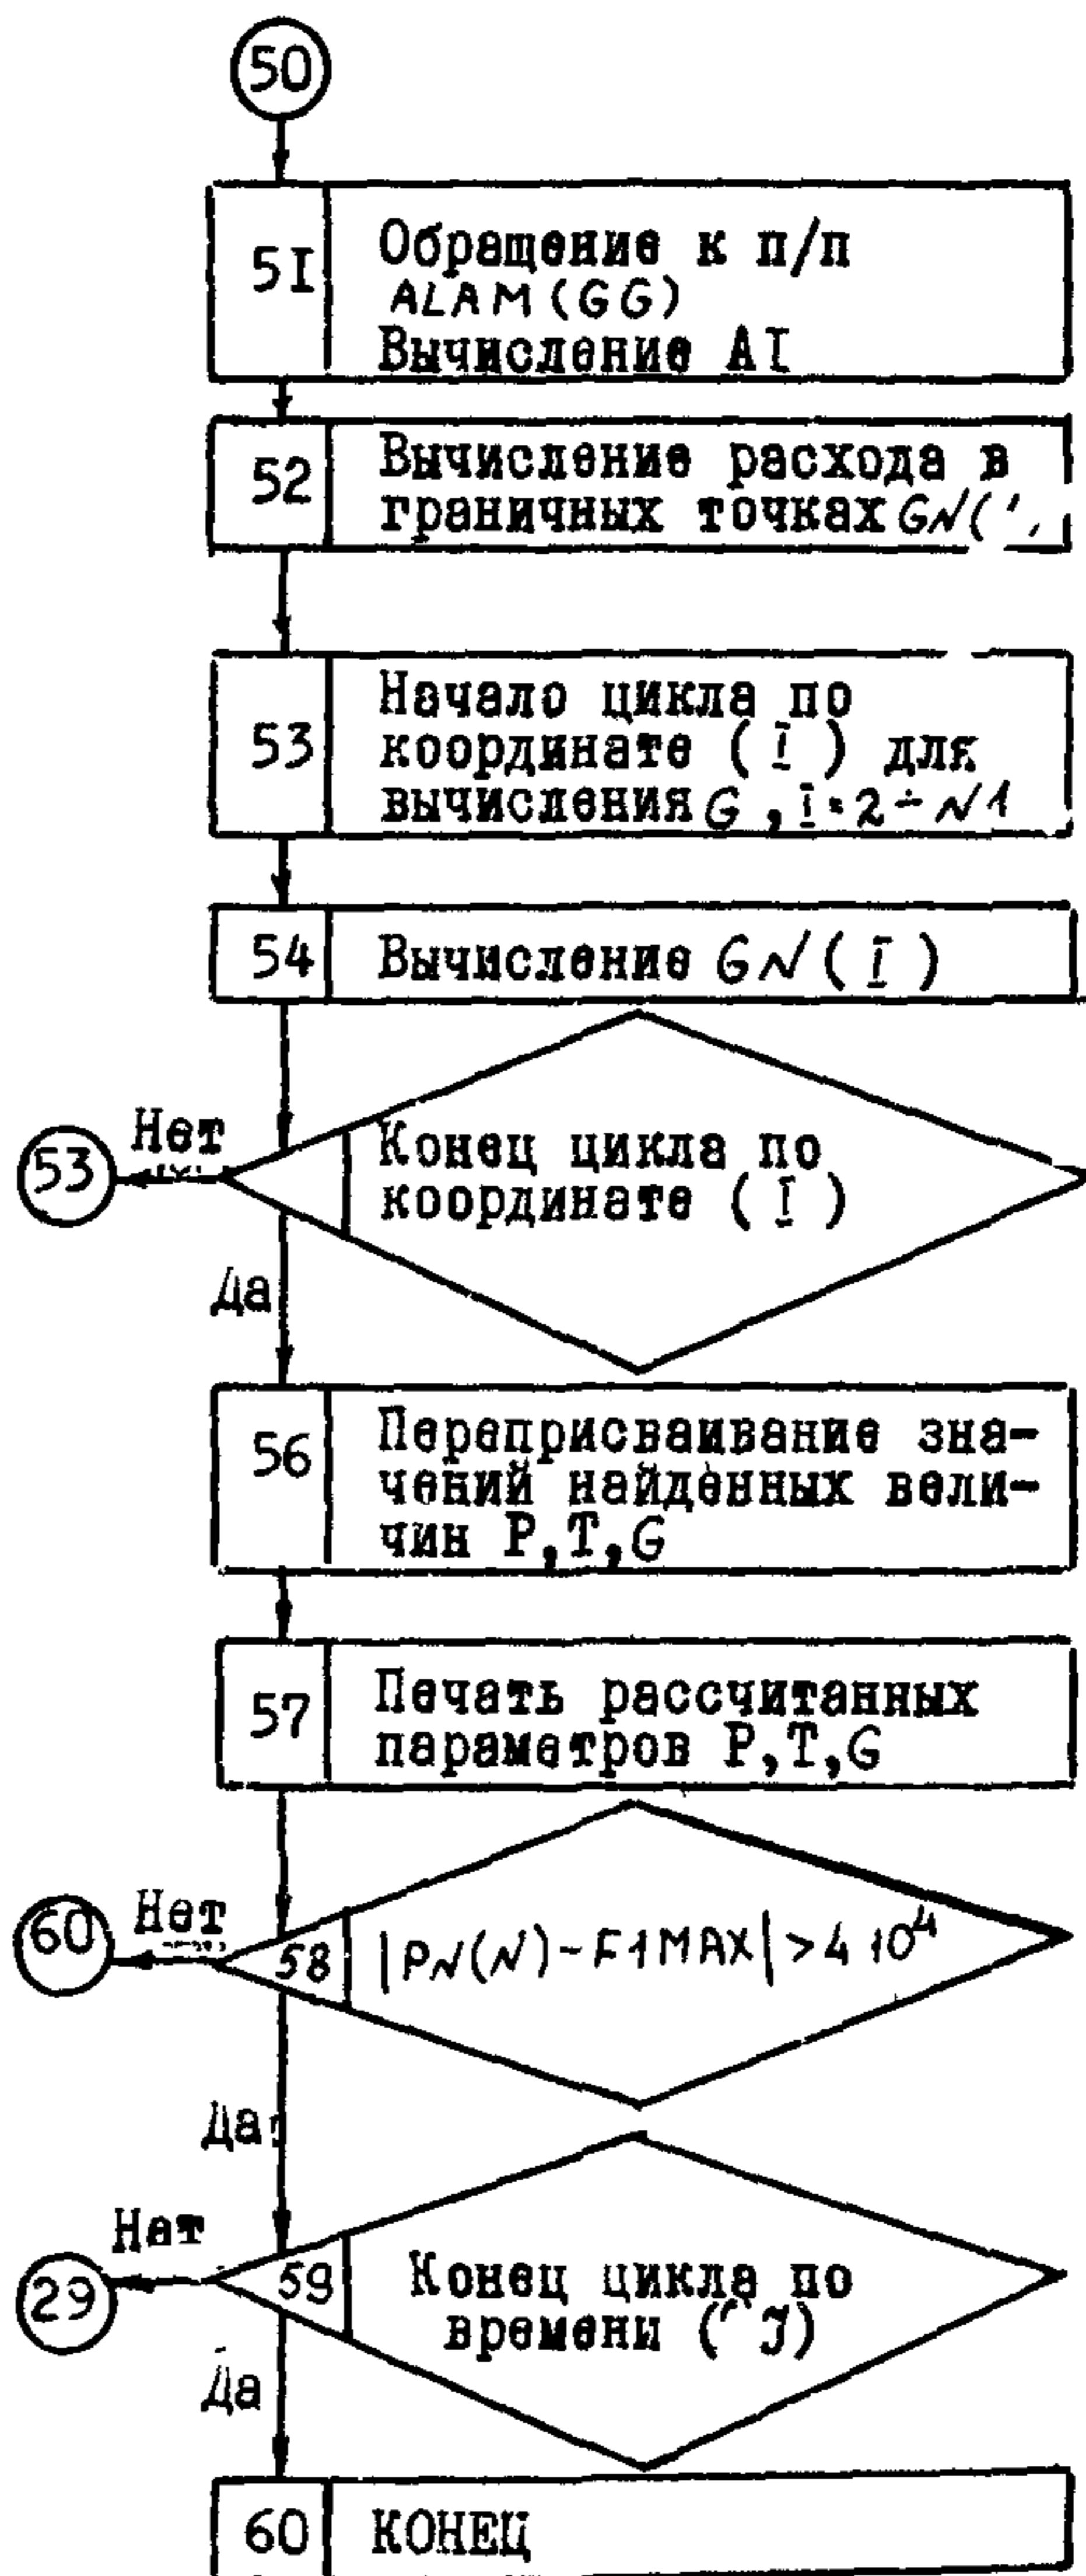 50
51
Обращение к п/п
ALAM (GG)
Вычисление AI
52
Вычисление расхода в
граничных точках GN(
53
Начало цикла по
координате ( I ) для
вычисления G , I=2÷N1
54
Вычисление GN ( I )
Нет
53
Конец цикла по
координате ( I )
Да
56
Переприсваивание зна-
чений найденных вели-
чин P,T,G
57
Печать рассчитанных
параметров P,T,G
Нет
60
58
|PN(N)-F1MAX|>4 10⁴
Да
Нет
29
59
Конец цикла по
времени ( J)
Да
60
КОНЕЦ